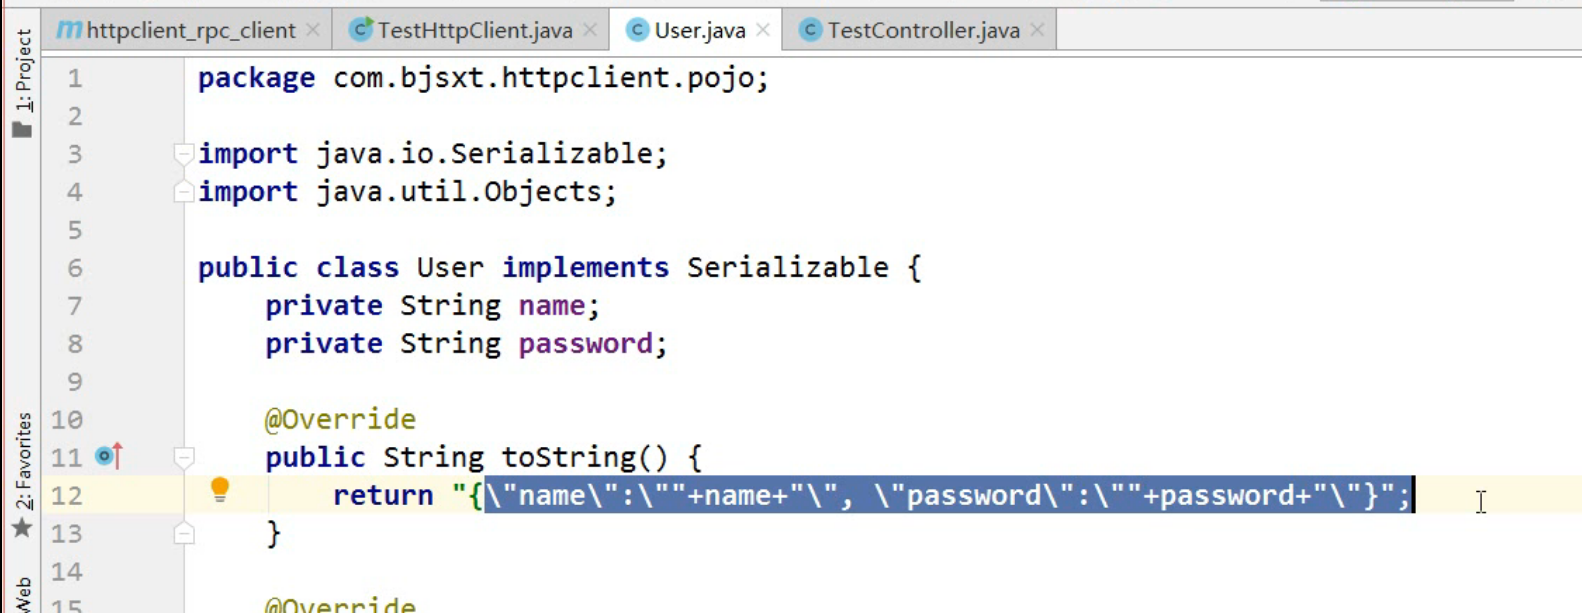 httpclient_rpc_client TestHttpClient.java User.java TestController.java
1: Project
2: Favorites
Web
1 package com.bjsxt.httpclient.pojo;
2
3 import java.io.Serializable;
4 import java.util.Objects;
5
6 public class User implements Serializable {
7 private String name;
8 private String password;
9
10 @Override
11 public String toString() {
12 return "{\"name\":\""+name+"\", \"password\":\""+password+"\"}";
13 }
14
15 @Override